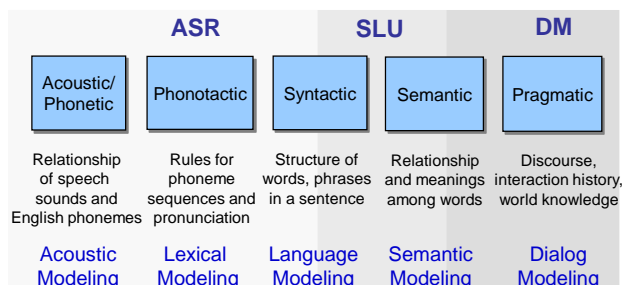 ASR SLU DM
Acoustic/
Phonetic
Phonotactic
Syntactic
Semantic
Pragmatic
Relationship
of speech
sounds and
English phonemes
Rules for
phoneme
sequences and
pronunciation
Structure of
words, phrases
in a sentence
Relationship
and meanings
among words
Discourse,
interaction history,
world knowledge
Acoustic
Modeling
Lexical
Modeling
Language
Modeling
Semantic
Modeling
Dialog
Modeling